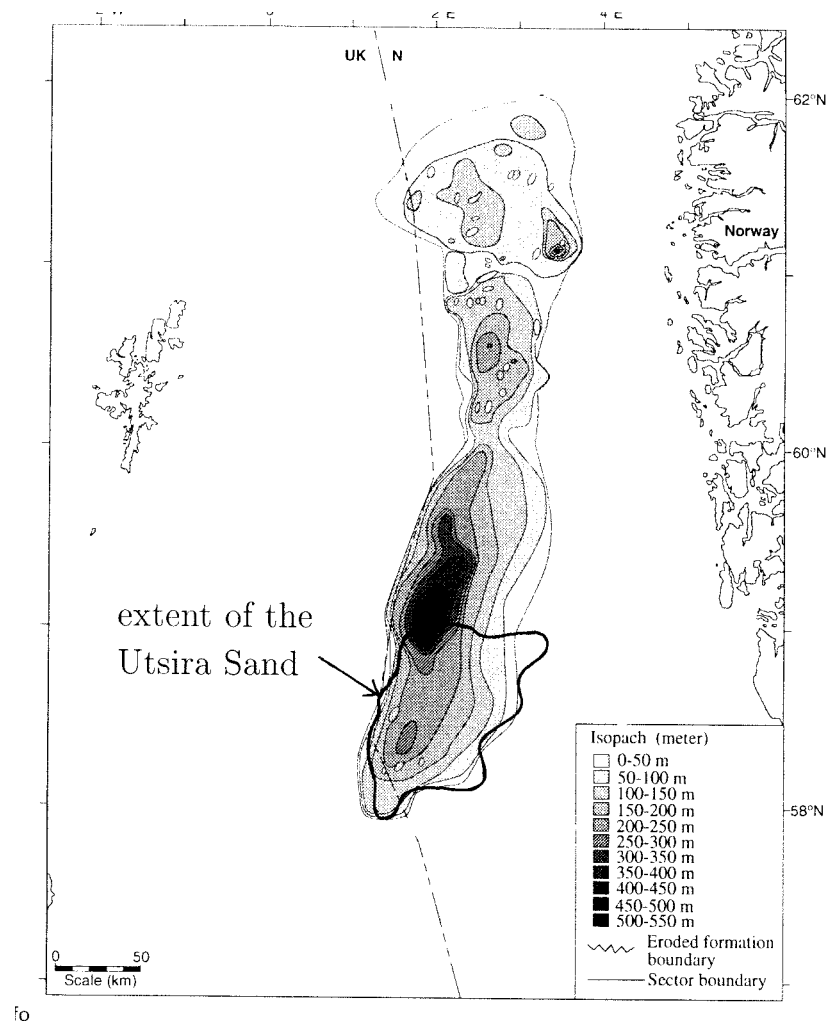 2°E
4°E
UK N
62°N
Norway
60°N
extent of the
Utsira Sand
Isopach (meter)
0-50 m
50-100 m
100-150 m
150-200 m
200-250 m
250-300 m
300-350 m
350-400 m
400-450 m
450-500 m
500-550 m
Eroded formation
boundary
Sector boundary
58°N
0 50
Scale (km)
fo